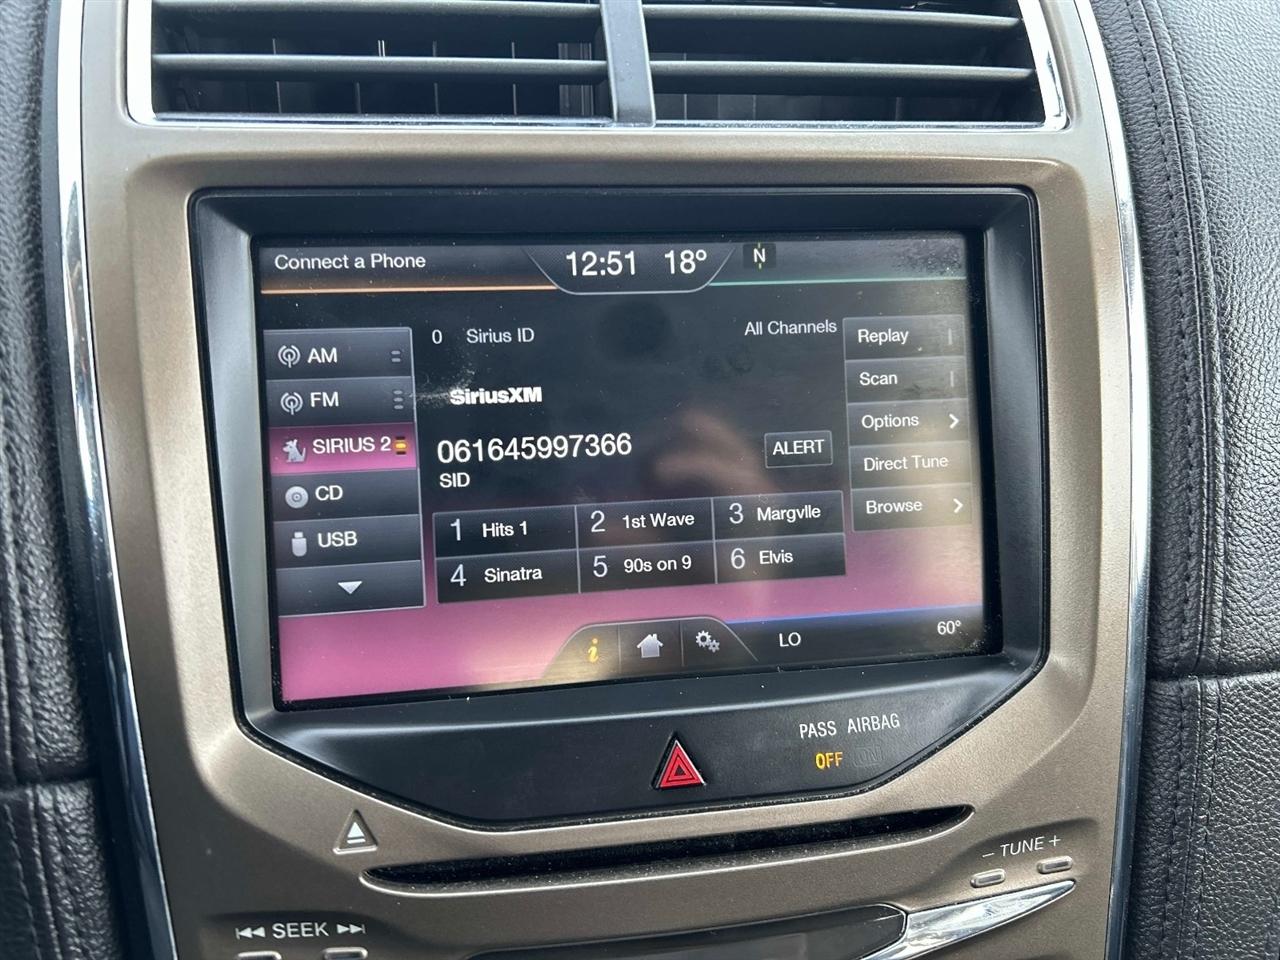 Connect a Phone
12:51 18° N
0 Sirius ID
All Channels
AM
FM
SIRIUS 2
CD
USB
SiriusXM
061645997366
SID
ALERT
Replay
Scan
Options
Direct Tune
Browse
1 Hits 1
2 1st Wave
3 Margvlle
4 Sinatra
5 90s on 9
6 Elvis
i
LO
60°
PASS AIRBAG
OFF ON
− TUNE +
SEEK